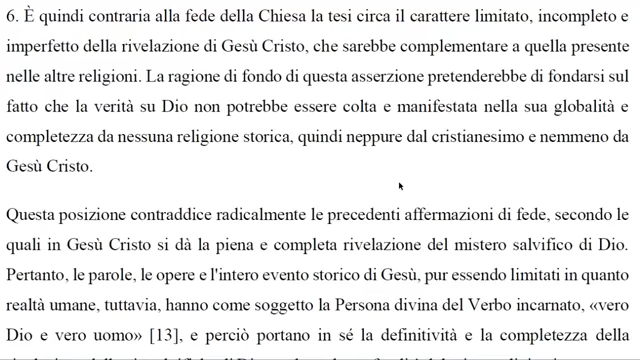 6. È quindi contraria alla fede della Chiesa la tesi circa il carattere limitato, incompleto e
imperfetto della rivelazione di Gesù Cristo, che sarebbe complementare a quella presente
nelle altre religioni. La ragione di fondo di questa asserzione pretenderebbe di fondarsi sul
fatto che la verità su Dio non potrebbe essere colta e manifestata nella sua globalità e
completezza da nessuna religione storica, quindi neppure dal cristianesimo e nemmeno da
Gesù Cristo.
Questa posizione contraddice radicalmente le precedenti affermazioni di fede, secondo le
quali in Gesù Cristo si dà la piena e completa rivelazione del mistero salvifico di Dio.
Pertanto, le parole, le opere e l'intero evento storico di Gesù, pur essendo limitati in quanto
realtà umane, tuttavia, hanno come soggetto la Persona divina del Verbo incarnato, «vero
Dio e vero uomo» [13], e perciò portano in sé la definitività e la completezza della